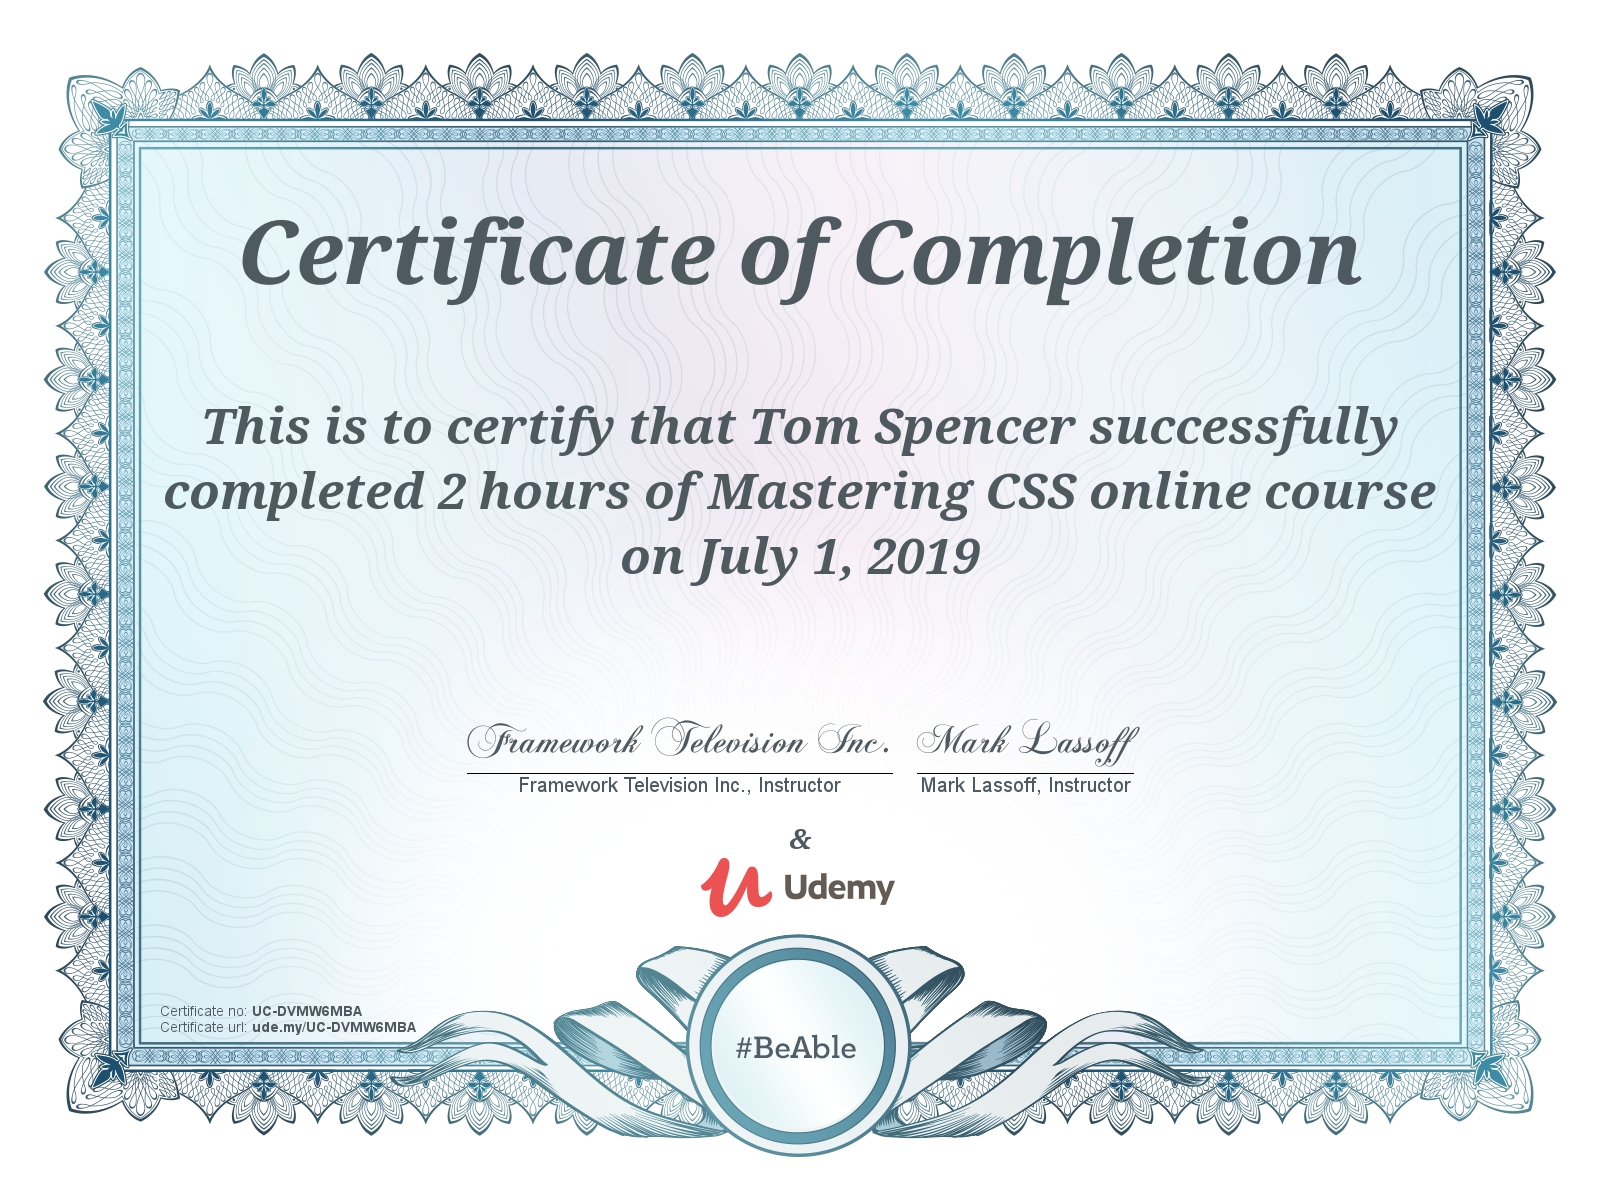 Certificate of Completion
This is to certify that Tom Spencer successfully
completed 2 hours of Mastering CSS online course
on July 1, 2019
Framework Television Inc. Mark Lassoff
Framework Television Inc., Instructor Mark Lassoff, Instructor
&
Udemy
Certificate no: UC-DVMW6MBA
Certificate url: ude.my/UC-DVMW6MBA
#BeAble